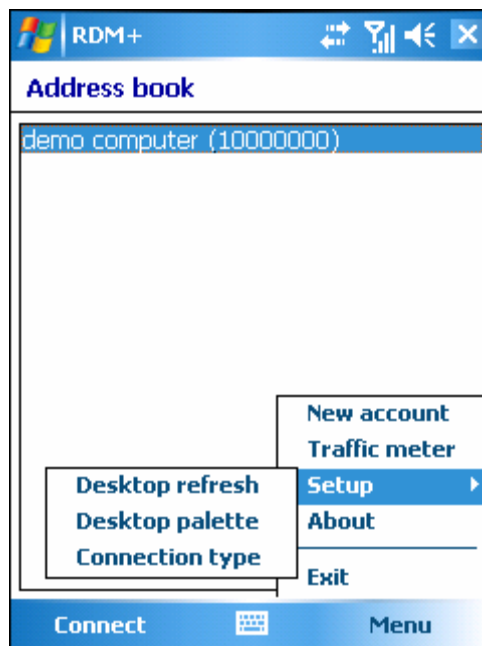 RDM+
Address book
demo computer (10000000)
New account
Traffic meter
Setup
About
Exit
Desktop refresh
Desktop palette
Connection type
Connect
Menu